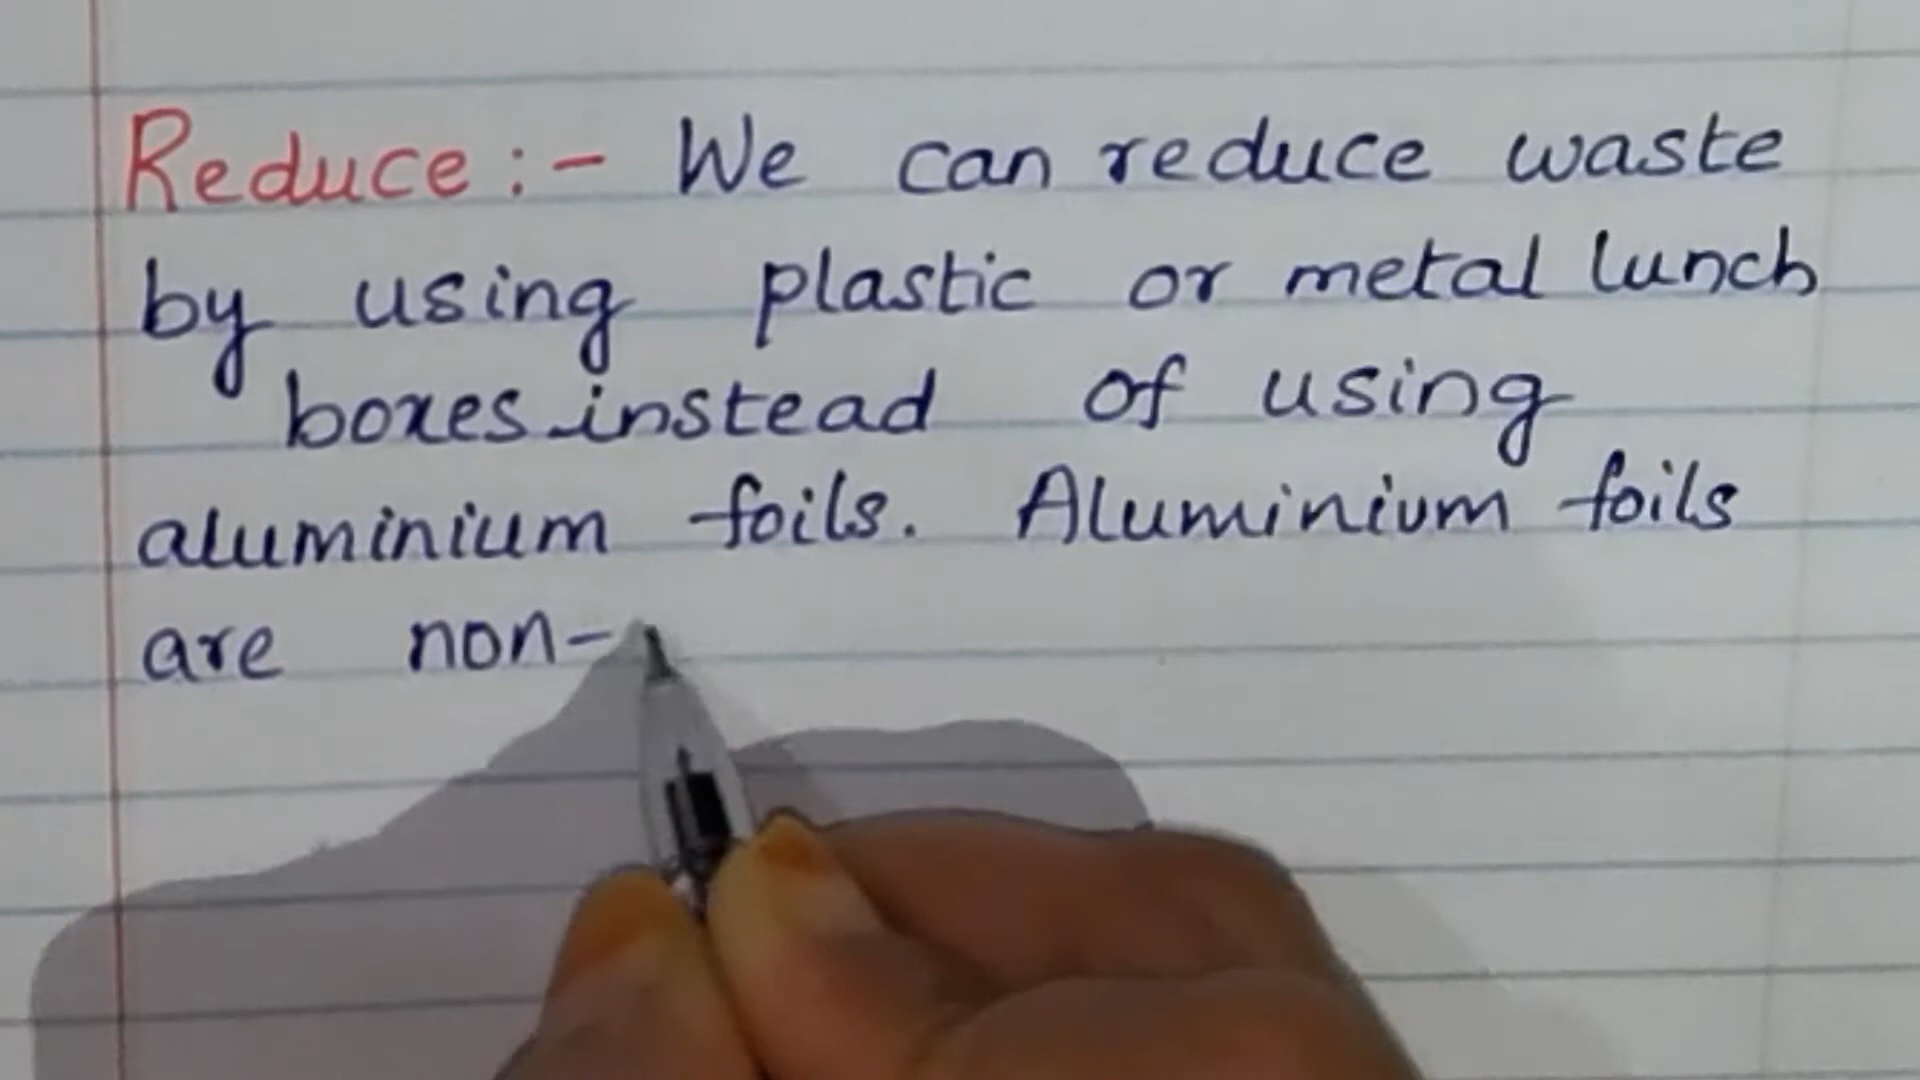 Reduce:- We can reduce waste
by using plastic or metal lunch
boxes instead of using
aluminium foils. Aluminium foils
are non-